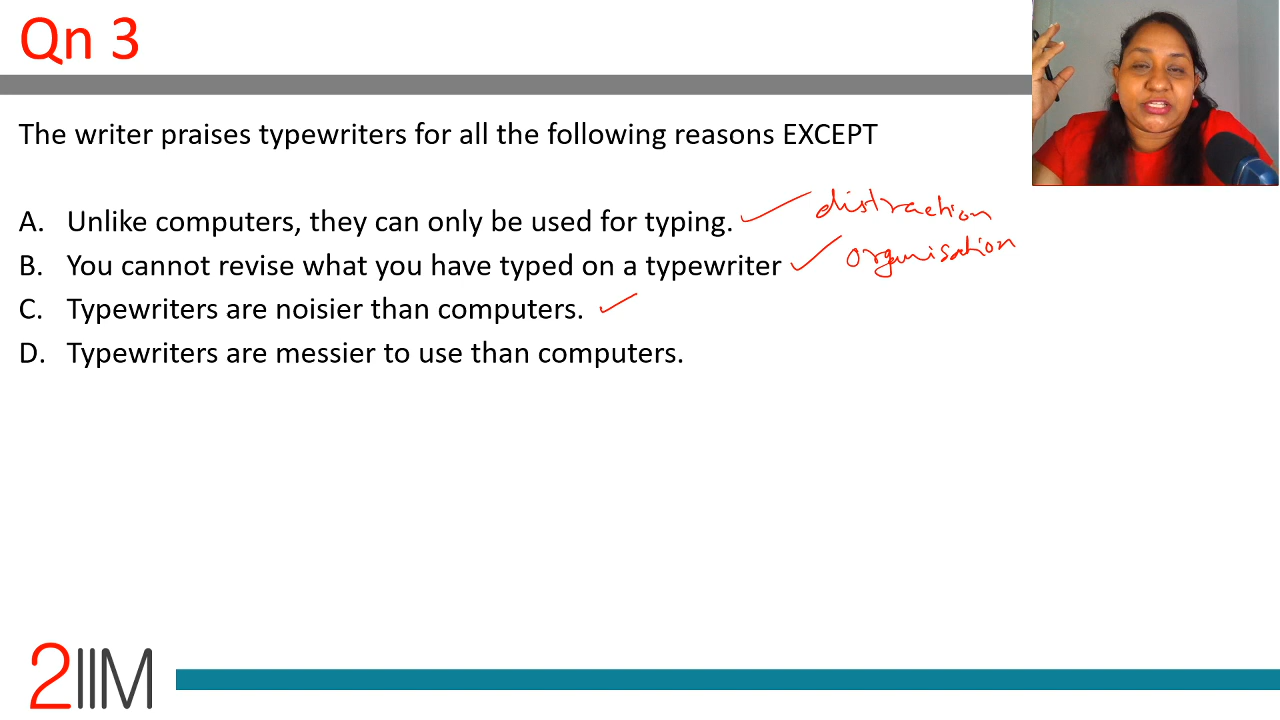 Qn 3
The writer praises typewriters for all the following reasons EXCEPT
A. Unlike computers, they can only be used for typing. distraction
B. You cannot revise what you have typed on a typewriter organisation
C. Typewriters are noisier than computers.
D. Typewriters are messier to use than computers.
2IIM